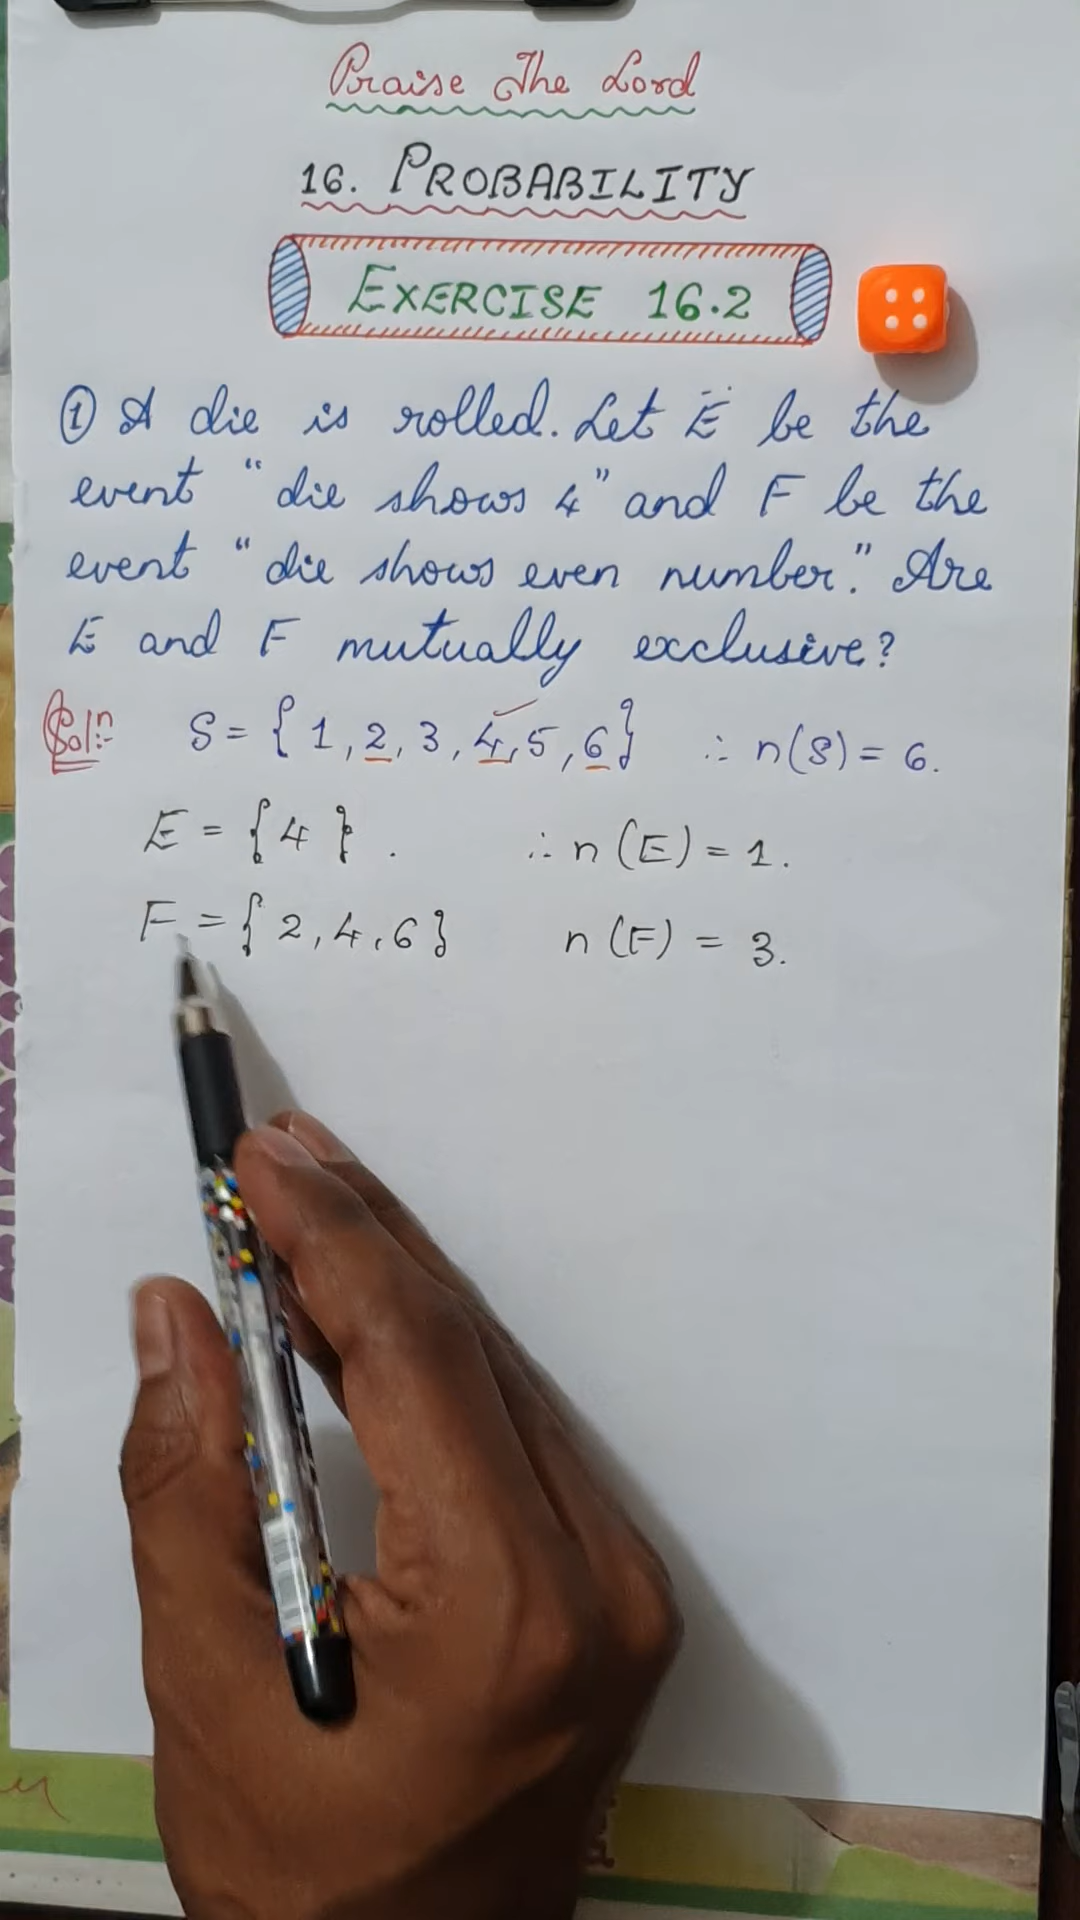 Praise The Lord
16. PROBABILITY
EXERCISE 16.2
① A die is rolled. Let E be the
event "die shows 4" and F be the
event "die shows even number." Are
E and F mutually exclusive?
Sol^n:- S = { 1, 2, 3, 4, 5, 6} ∴ n(S) = 6.
E = { 4 } . ∴ n (E) = 1.
F = { 2, 4, 6} n (F) = 3.